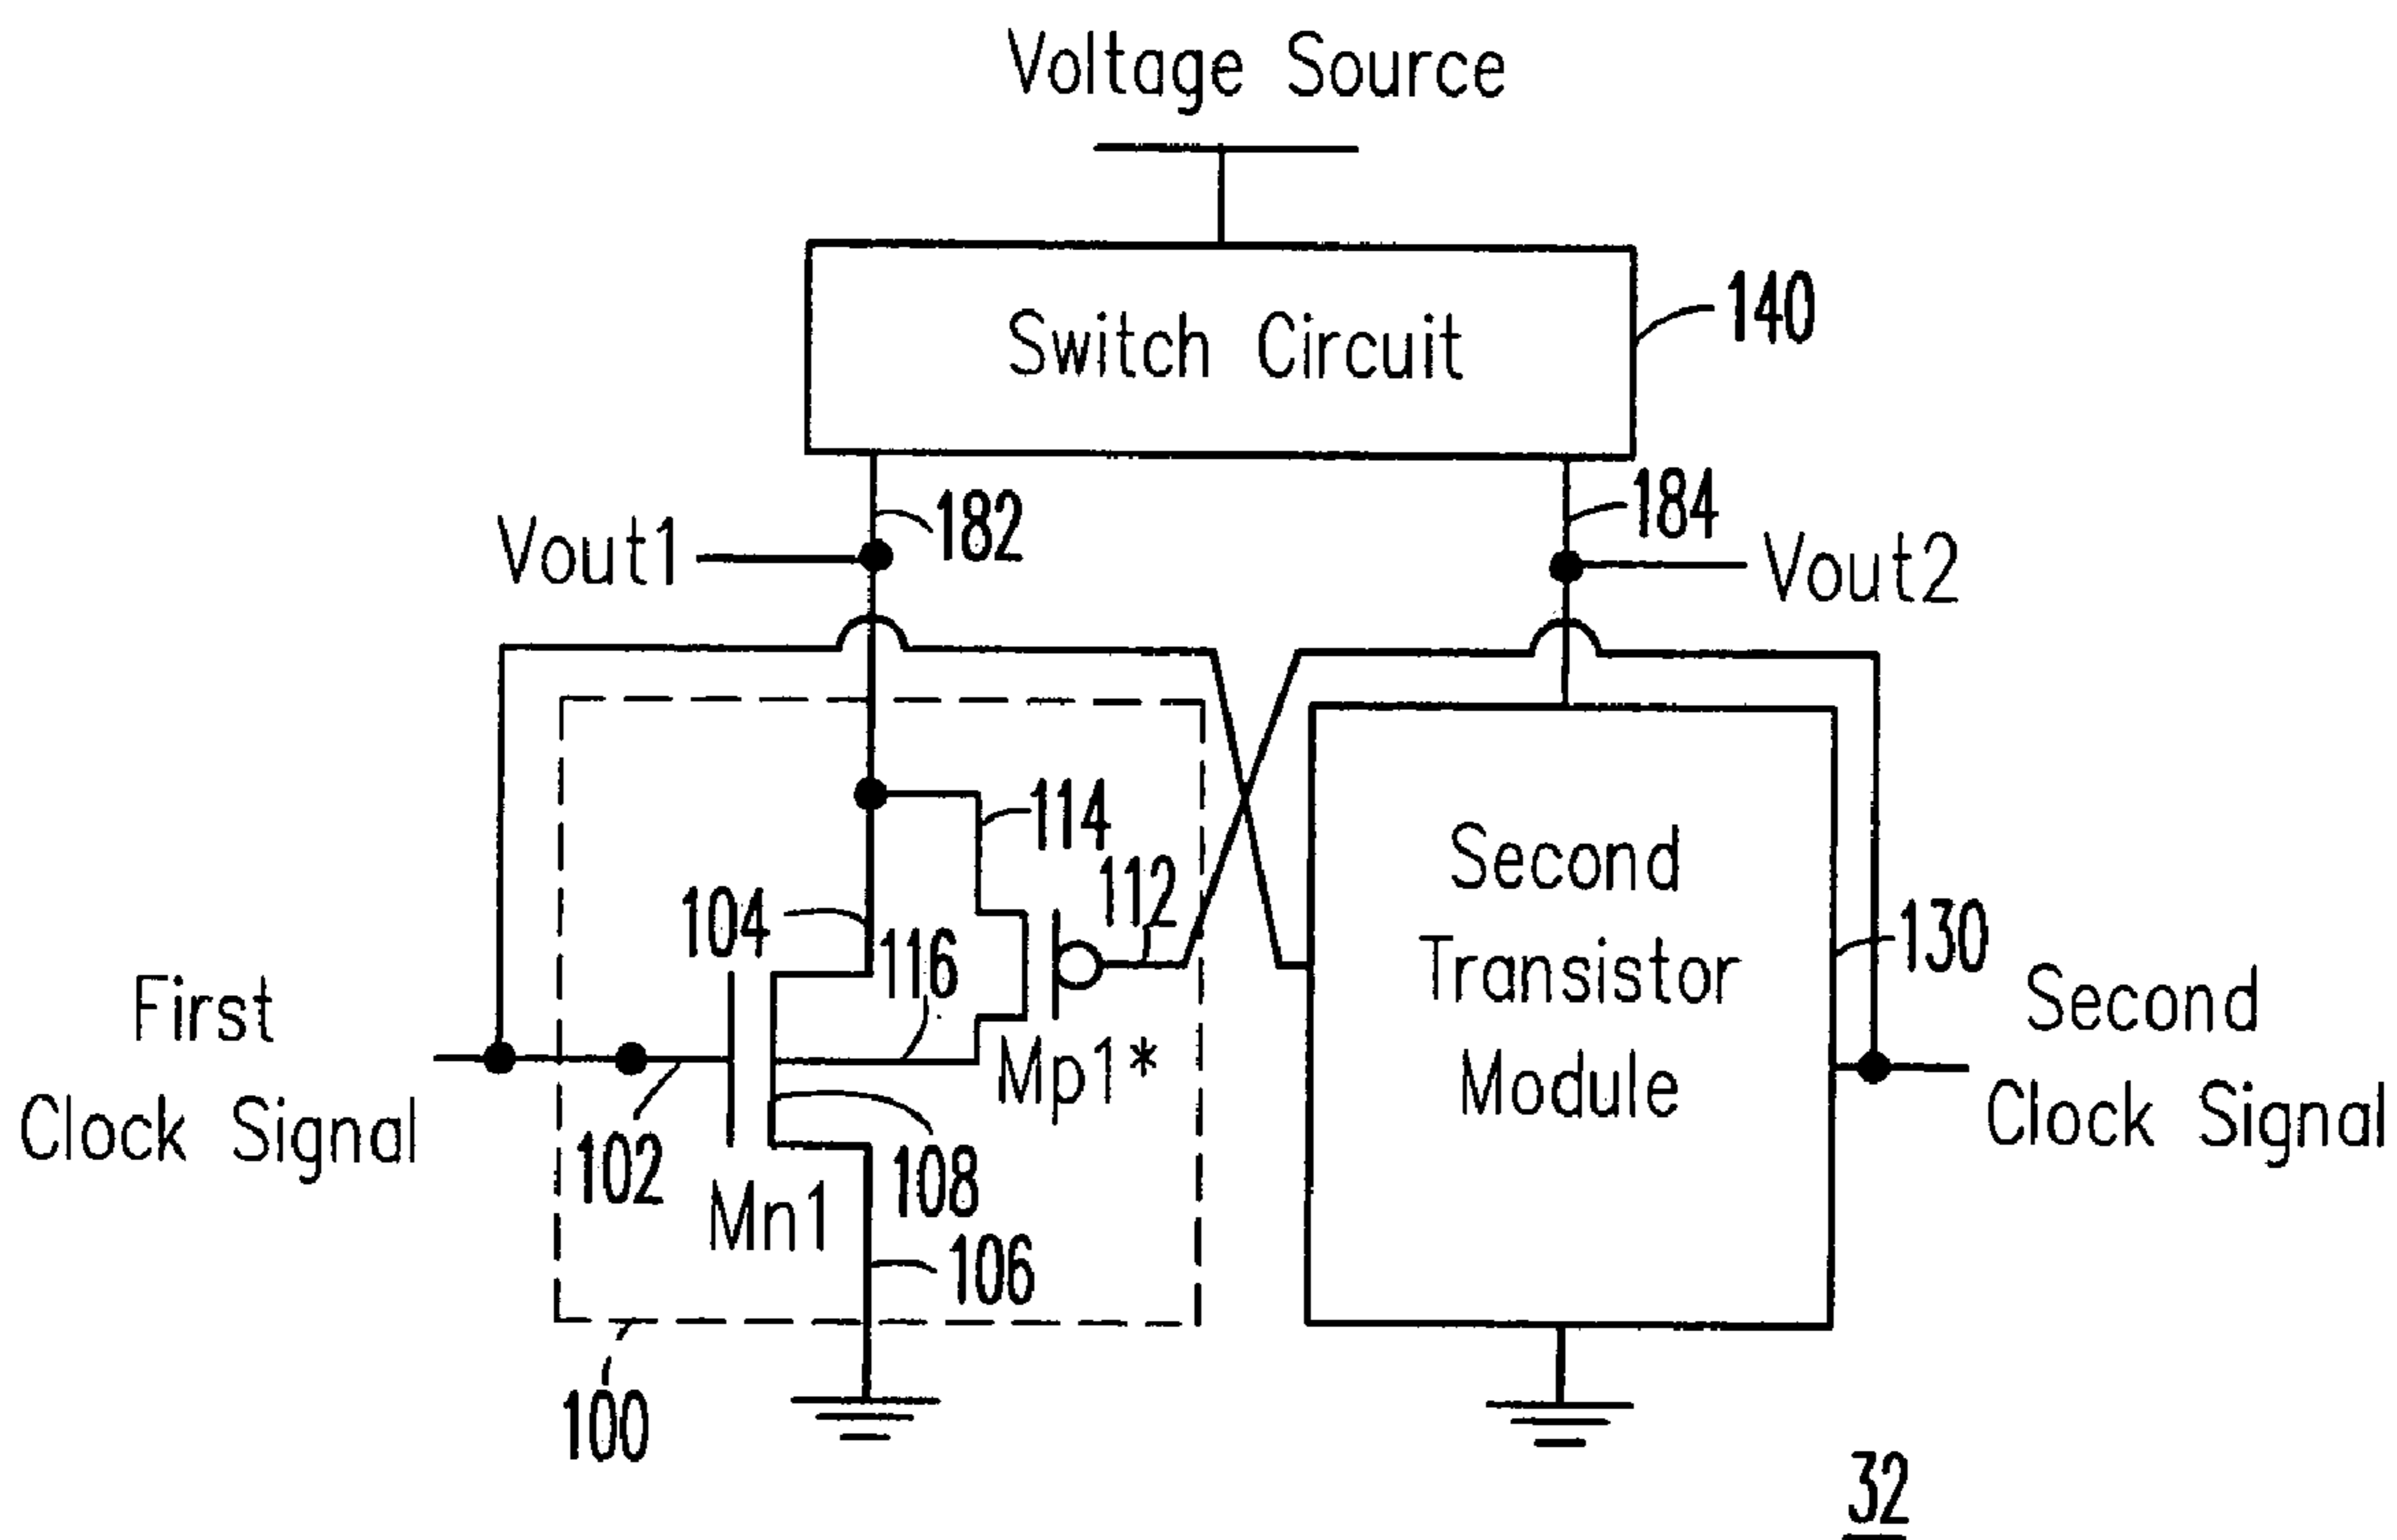 Voltage Source
Switch Circuit
140
182
184
Vout1
Vout2
114
112
104
116
130
First
Clock Signal
Second
Transistor
Module
Second
Clock Signal
Mp1*
102
108
Mn1
106
100
32